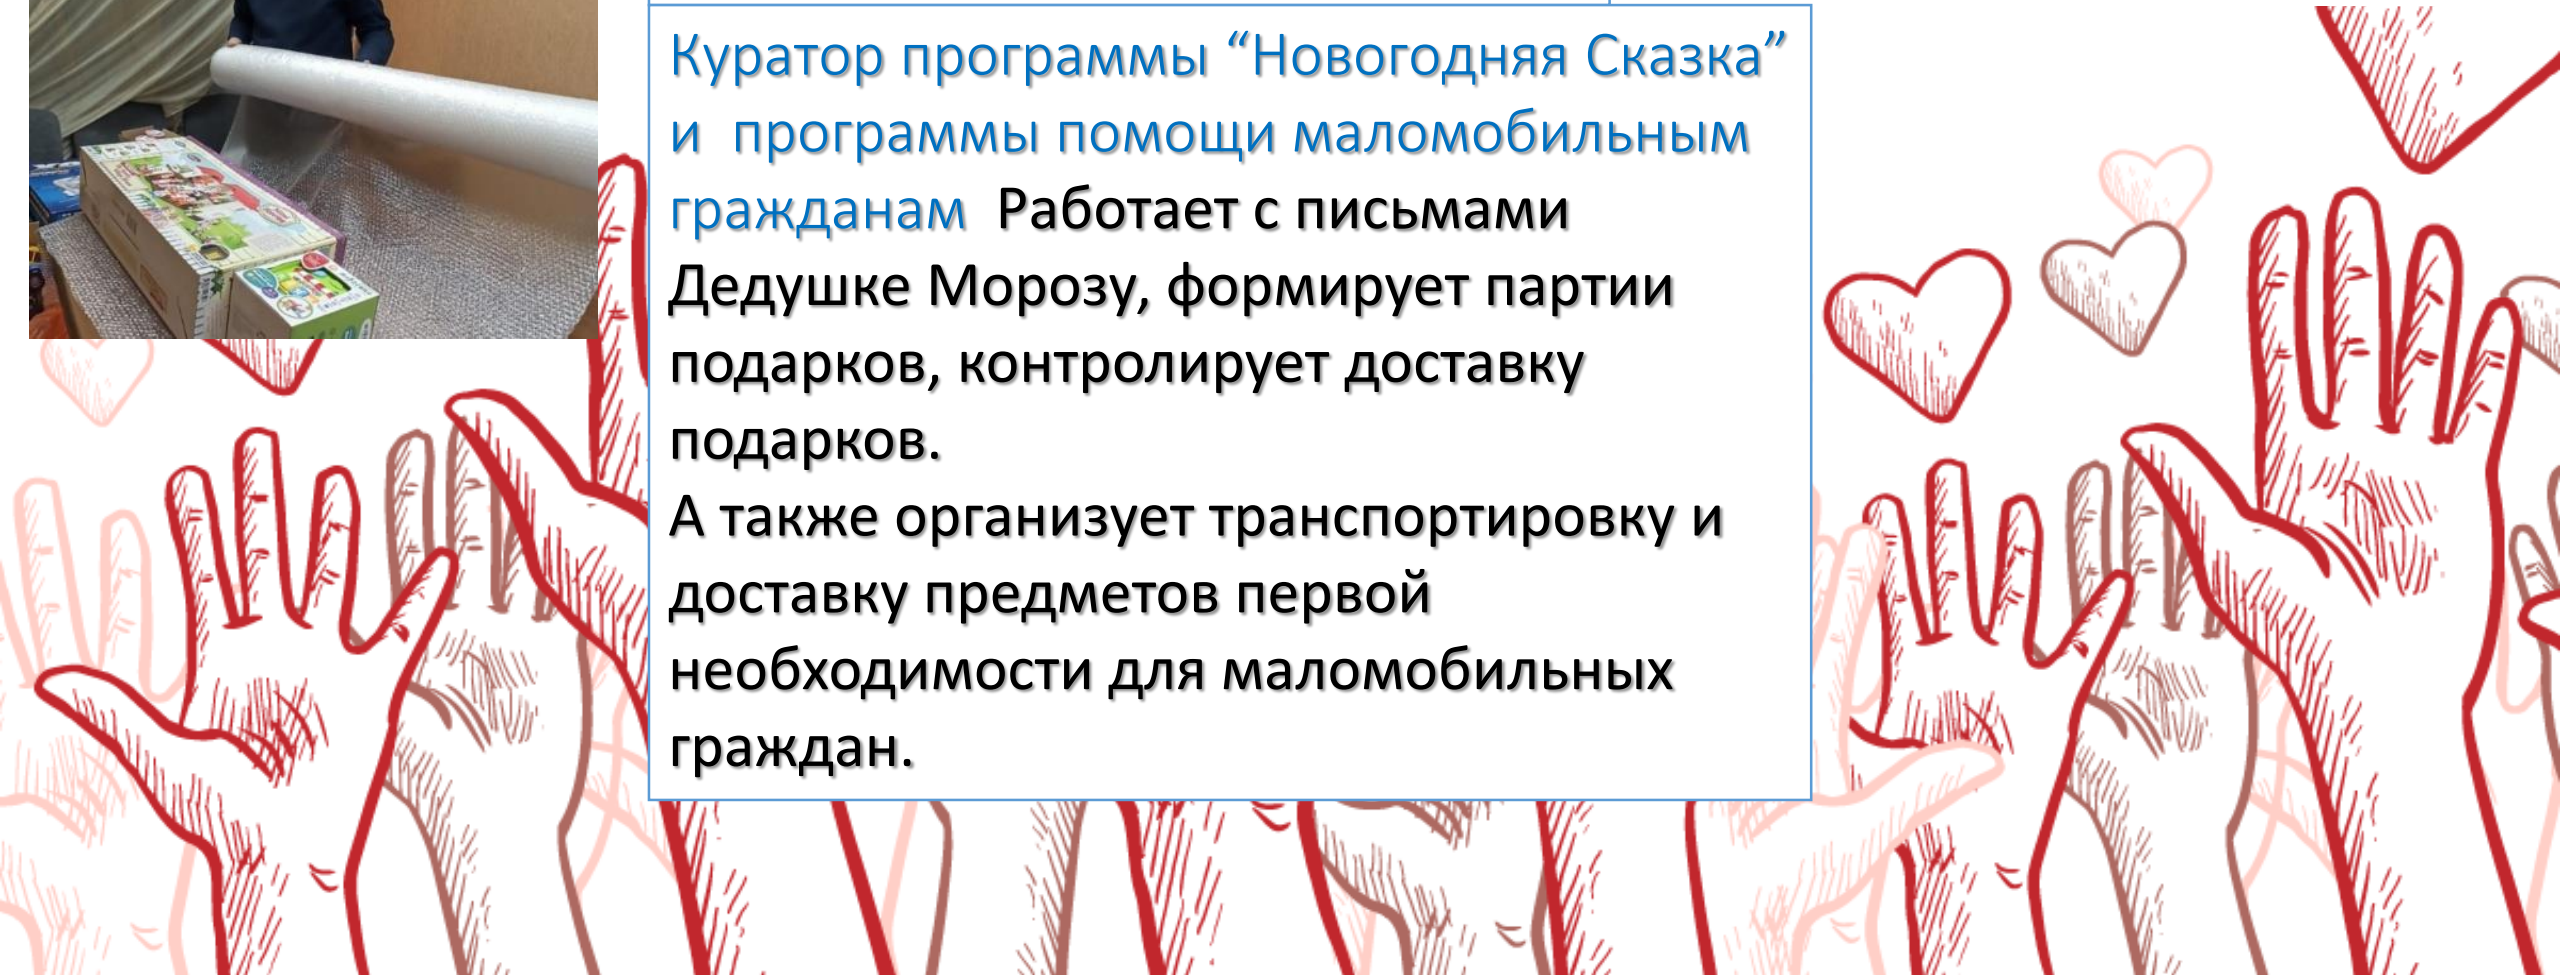 Куратор программы “Новогодняя Сказка”
и  программы помощи маломобильным
гражданам  Работает с письмами
Дедушке Морозу, формирует партии
подарков, контролирует доставку
подарков.
А также организует транспортировку и
доставку предметов первой
необходимости для маломобильных
граждан.